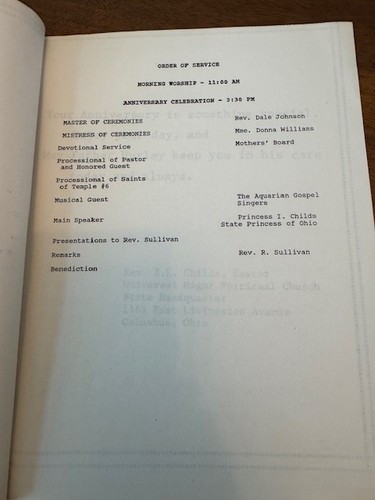 ORDER OF SERVICE
MORNING WORSHIP - 11:00 AM
ANNIVERSARY CELEBRATION - 3:30 PM
MASTER OF CEREMONIES Rev. Dale Johnson
MISTRESS OF CEREMONIES Mme. Donna Williams
Devotional Service Mothers' Board
Processional of Pastor
and Honored Guest
Processional of Saints
of Temple #6
Musical Guest The Aquarian Gospel
Singers
Main Speaker Princess I. Childs
State Princess of Ohio
Presentations to Rev. Sullivan
Remarks Rev. R. Sullivan
Benediction